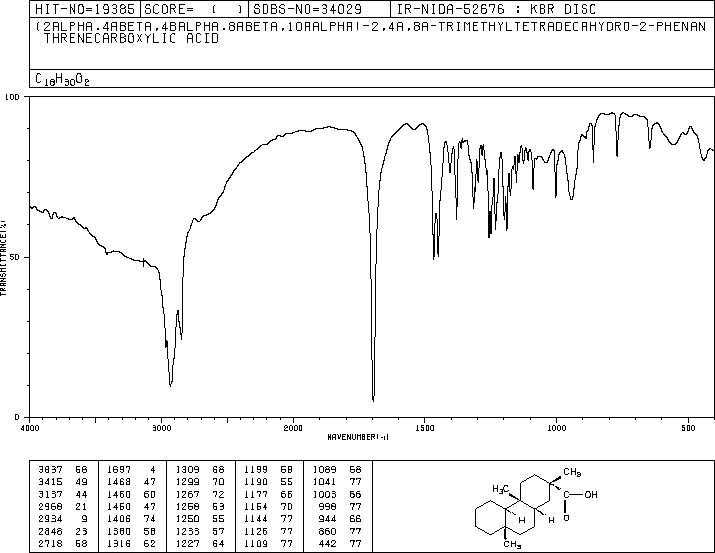 HIT-NO=19385 SCORE= ( ) SDBS-NO=34029 IR-NIDA-52676 : KBR DISC
(2ALPHA,4ABETA,4BALPHA,8ABETA,10AALPHA)-2,4A,8A-TRIMETHYLTETRADECAHYDRO-2-PHENAN
THRENECARBOXYLIC ACID
C18H30O2
100
50
0
TRANSMITTANCE(%)
4000 3000 2000 1500 1000 500
WAVENUMBER(-1)
3837 66 1697 4 1309 68 1199 58 1089 68
3415 49 1468 47 1299 70 1190 55 1041 77
3137 44 1460 60 1267 72 1177 66 1003 66
2968 21 1450 47 1258 53 1164 70 998 77
2934 9 1406 74 1250 55 1144 77 944 66
2848 23 1380 58 1233 57 1126 77 860 77
2718 58 1316 62 1227 64 1109 77 442 77
CH3
H3C
C OH
O
H H
CH3